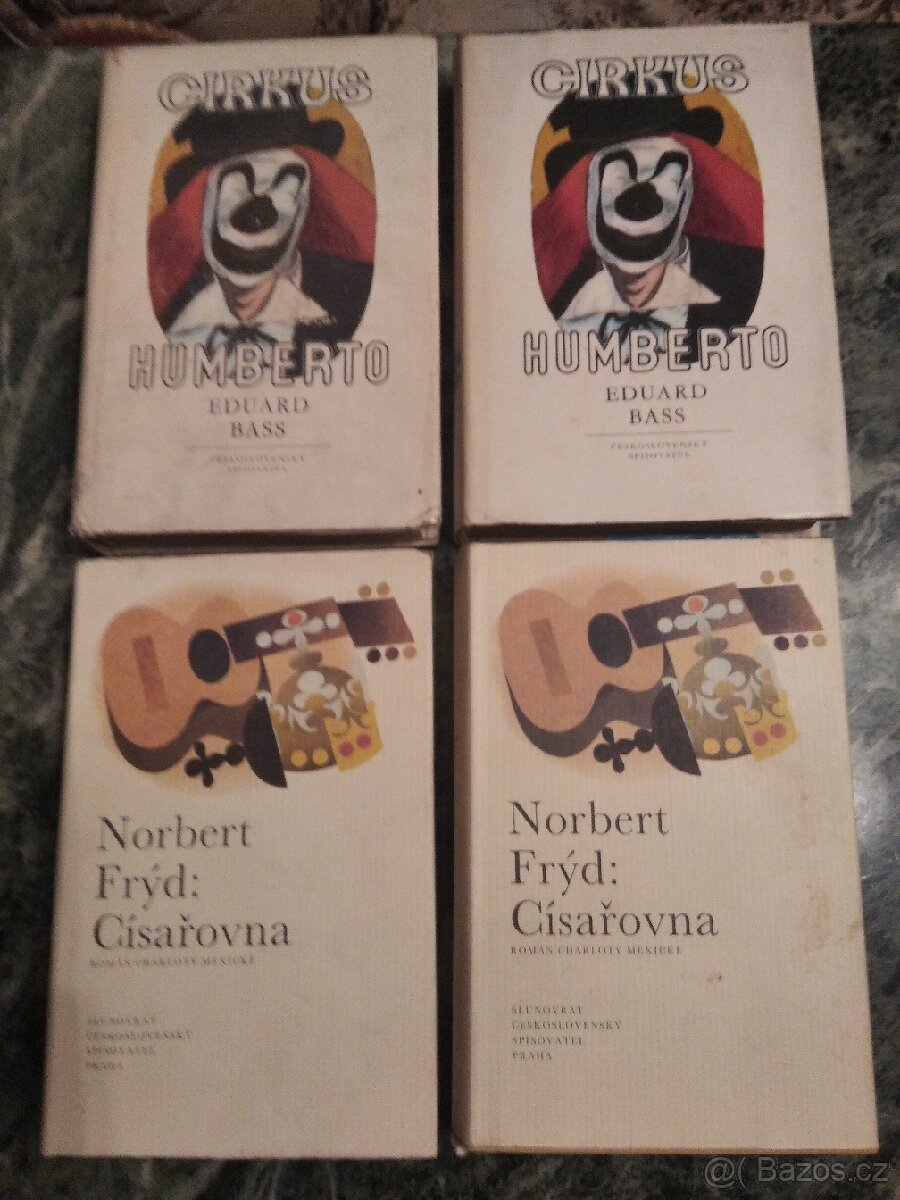 CIRKUS
HUMBERTO
EDUARD
BASS
ČESKOSLOVENSKÝ
SPISOVATEL
CIRKUS
HUMBERTO
EDUARD
BASS
ČESKOSLOVENSKÝ
SPISOVATEL
Norbert
Frýd:
Císařovna
ROMÁN CHARLOTY MEXICKÉ
SLUNOVRAT
ČESKOSLOVENSKÝ
SPISOVATEL
PRAHA
Norbert
Frýd:
Císařovna
ROMÁN CHARLOTY MEXICKÉ
SLUNOVRAT
ČESKOSLOVENSKÝ
SPISOVATEL
PRAHA
@( Bazos.cz